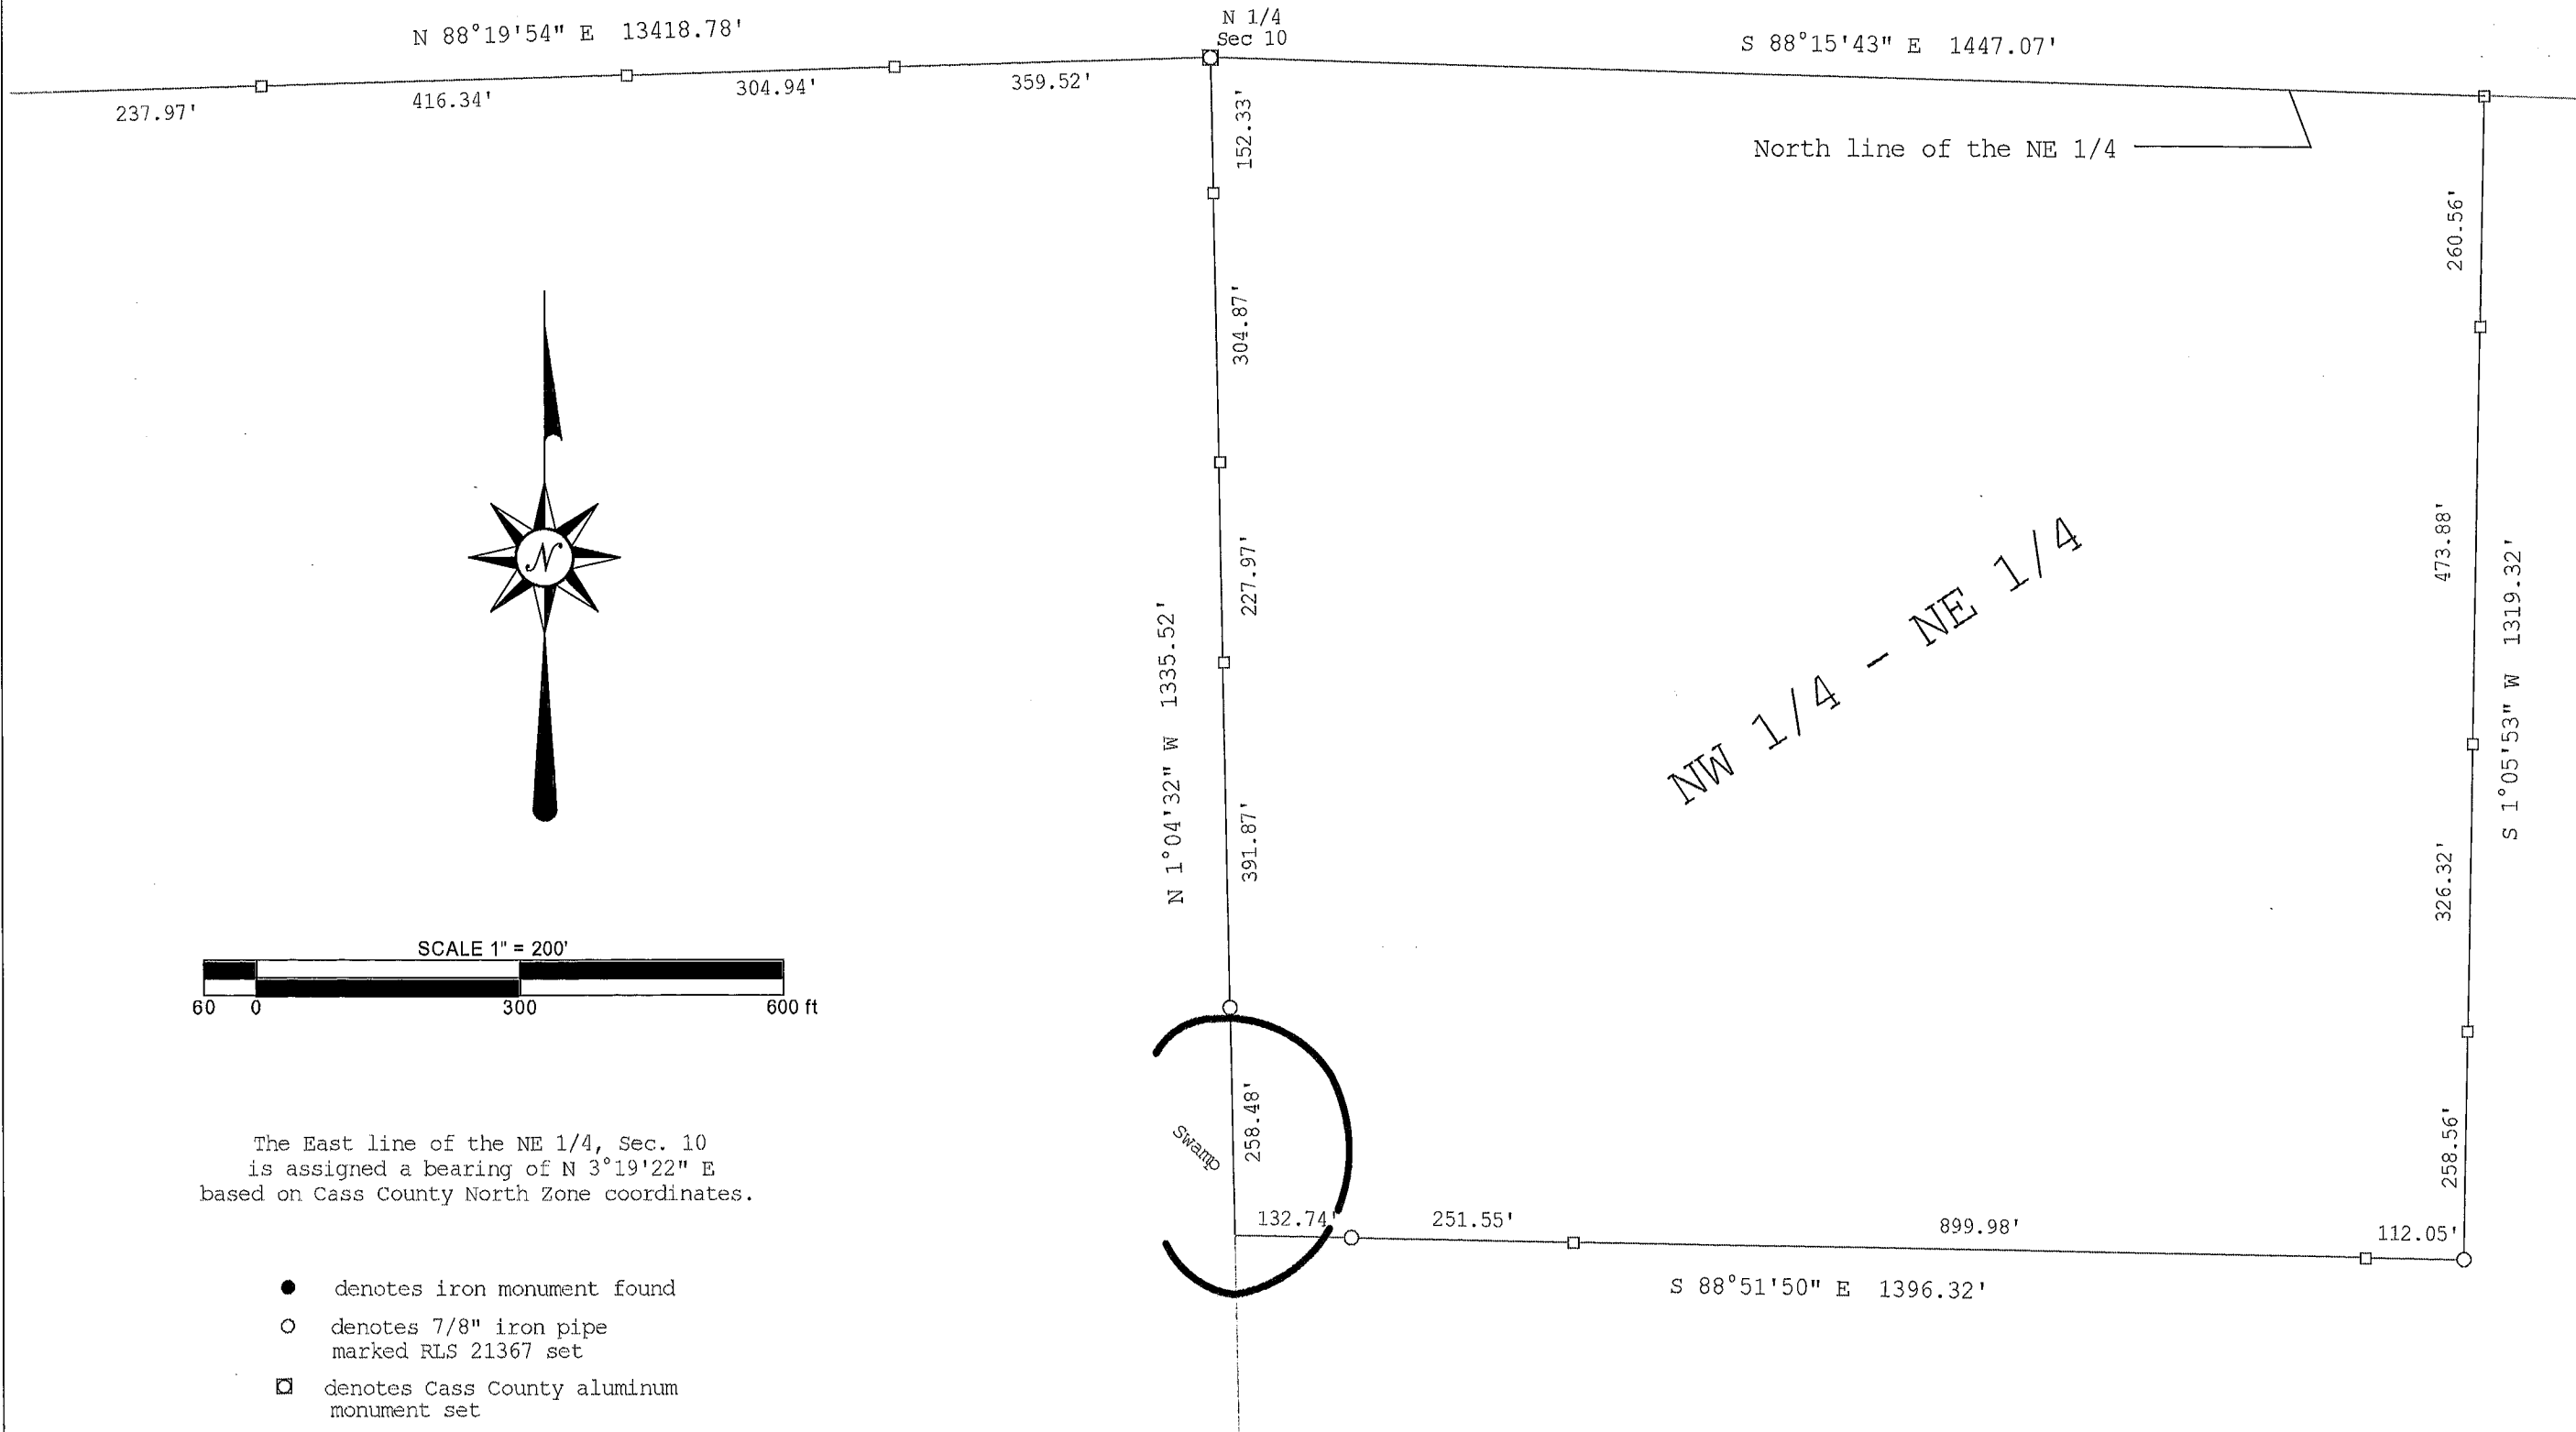 N 88°19'54" E 13418.78'
N 1/4
Sec 10
S 88°15'43" E 1447.07'
237.97'
416.34'
304.94'
359.52'
152.33'
North line of the NE 1/4
260.56'
304.87'
227.97'
473.88'
N 1°04'32" W 1335.52'
S 1°05'53" W 1319.32'
NW 1/4 - NE 1/4
391.87'
326.32'
N
SCALE 1" = 200'
60 0 300 600 ft
Swamp
258.48'
258.56'
132.74'
251.55'
899.98'
112.05'
S 88°51'50" E 1396.32'
The East line of the NE 1/4, Sec. 10
is assigned a bearing of N 3°19'22" E
based on Cass County North Zone coordinates.
denotes iron monument found
denotes 7/8" iron pipe
marked RLS 21367 set
denotes Cass County aluminum
monument set